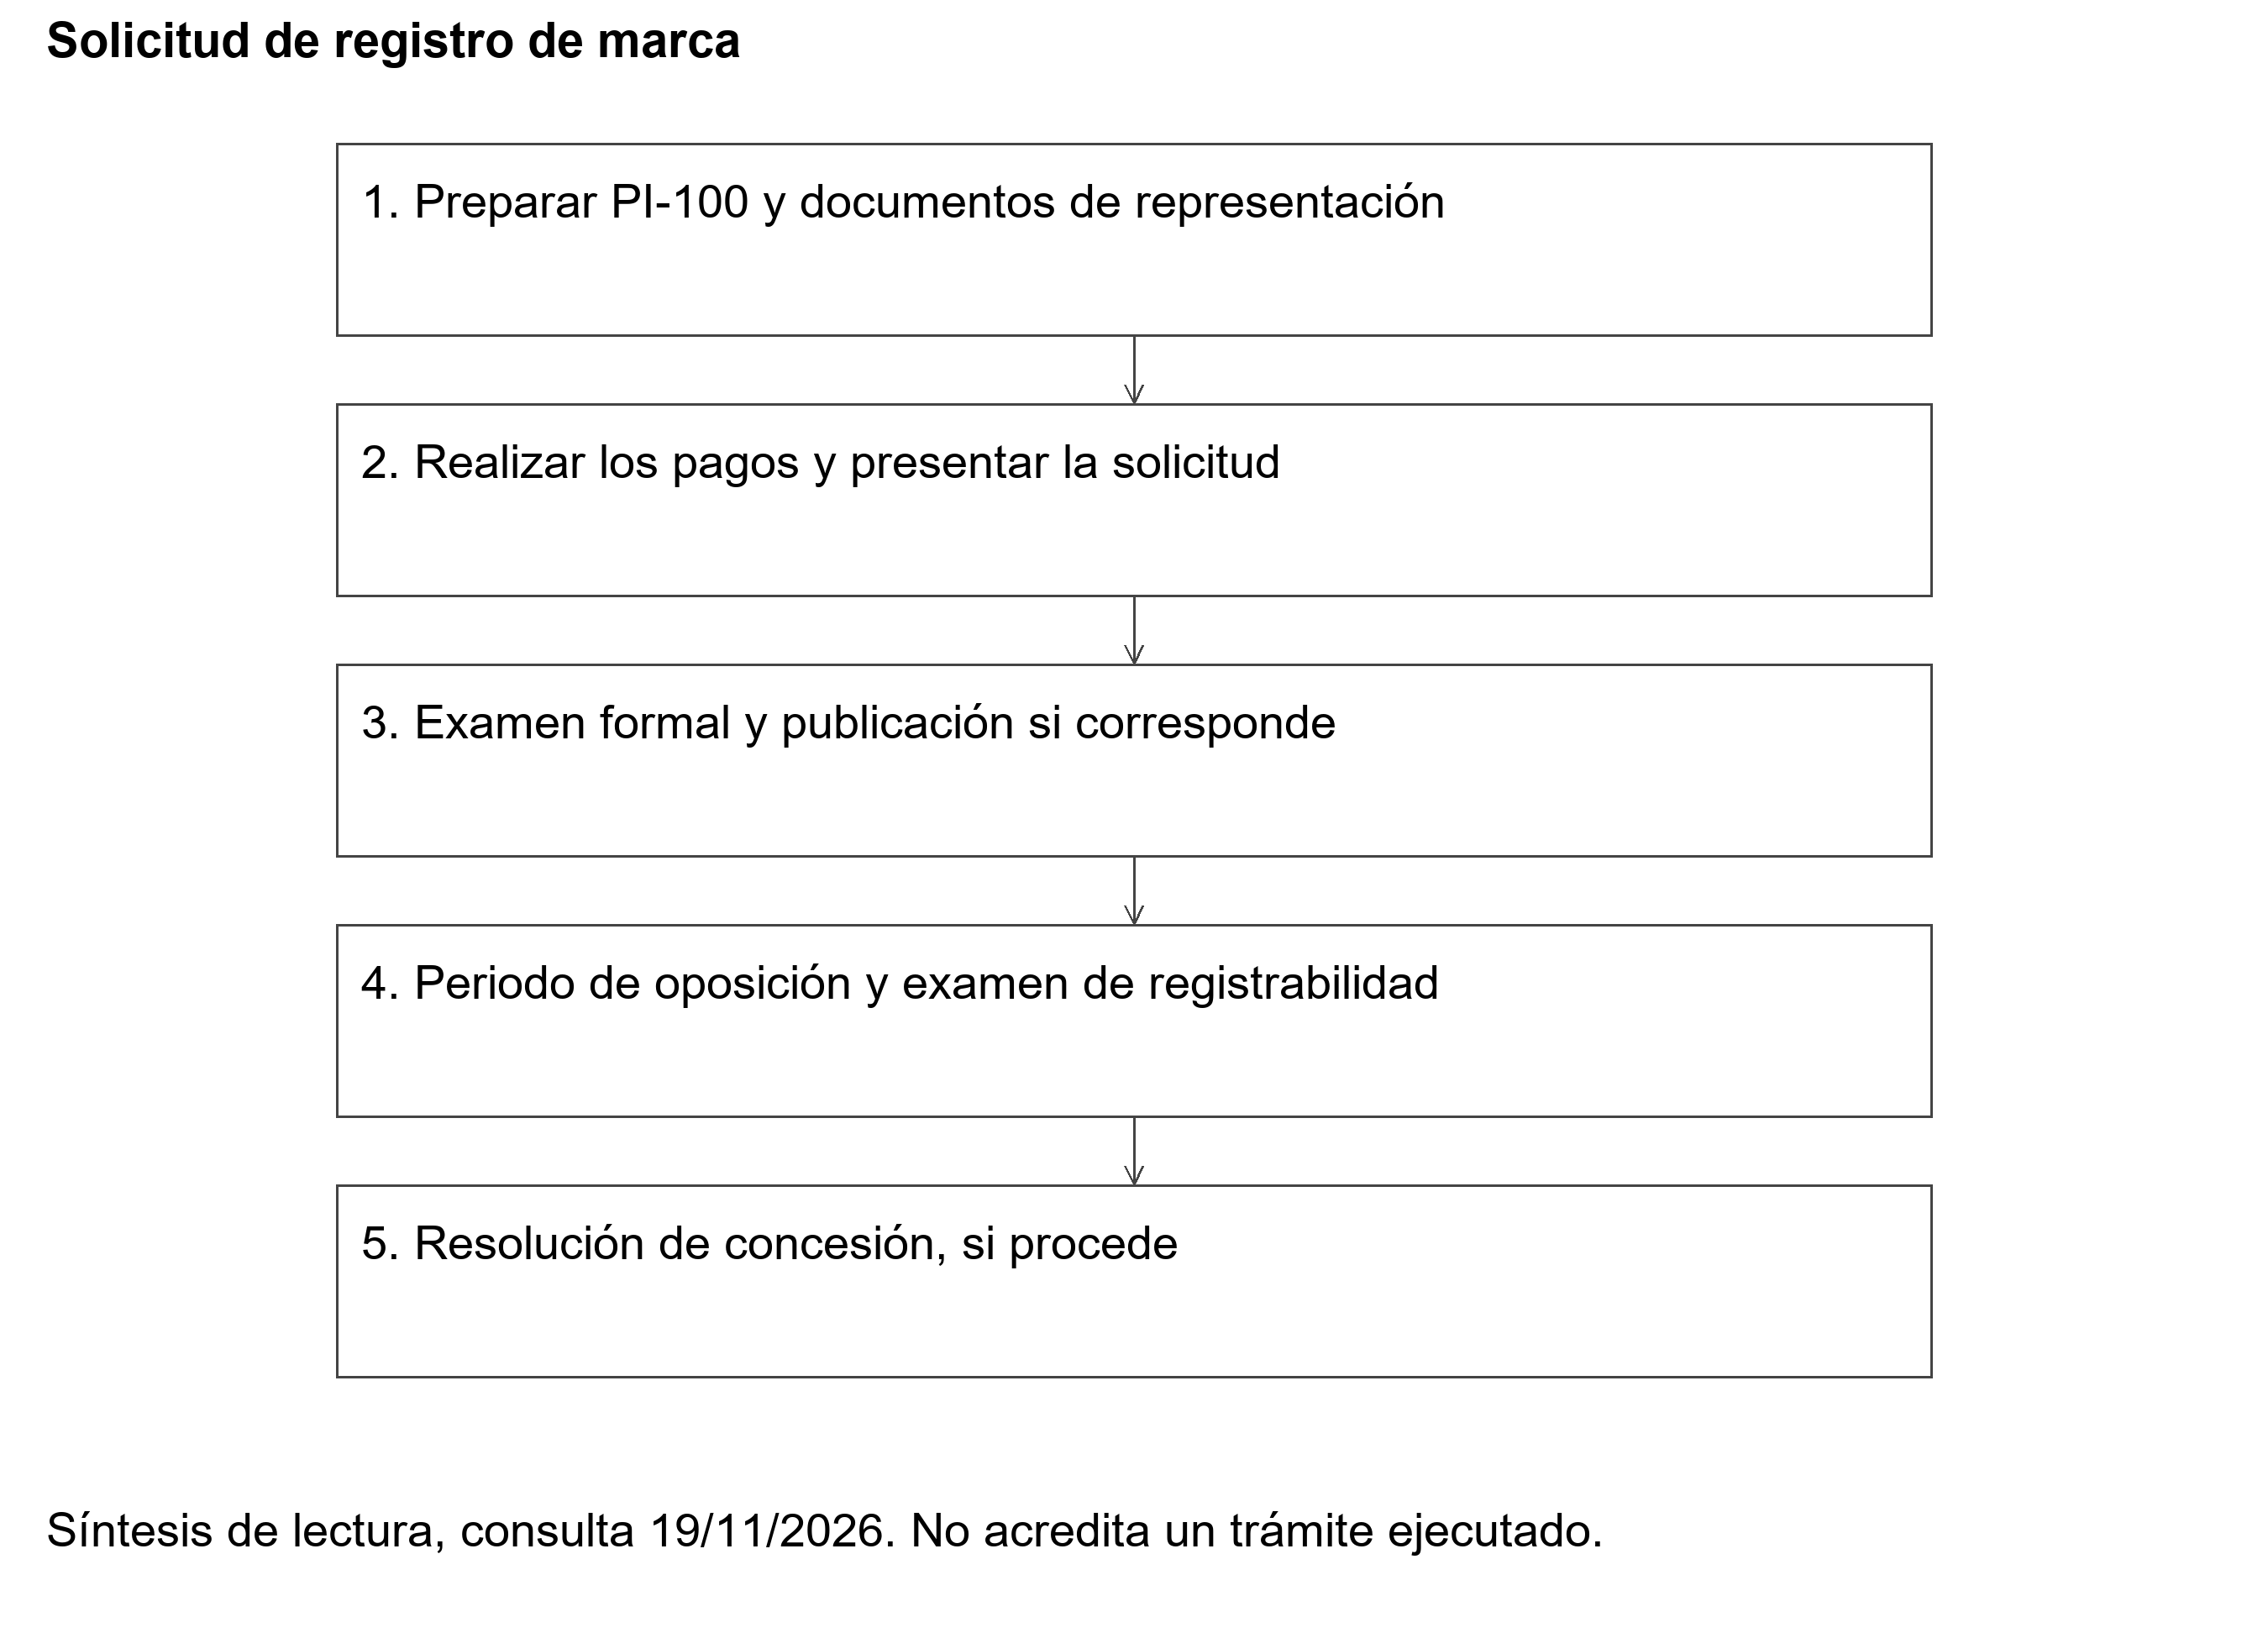 Solicitud de registro de marca
1. Preparar PI-100 y documentos de representación
2. Realizar los pagos y presentar la solicitud
3. Examen formal y publicación si corresponde
4. Periodo de oposición y examen de registrabilidad
5. Resolución de concesión, si procede
Síntesis de lectura, consulta 19/11/2026. No acredita un trámite ejecutado.